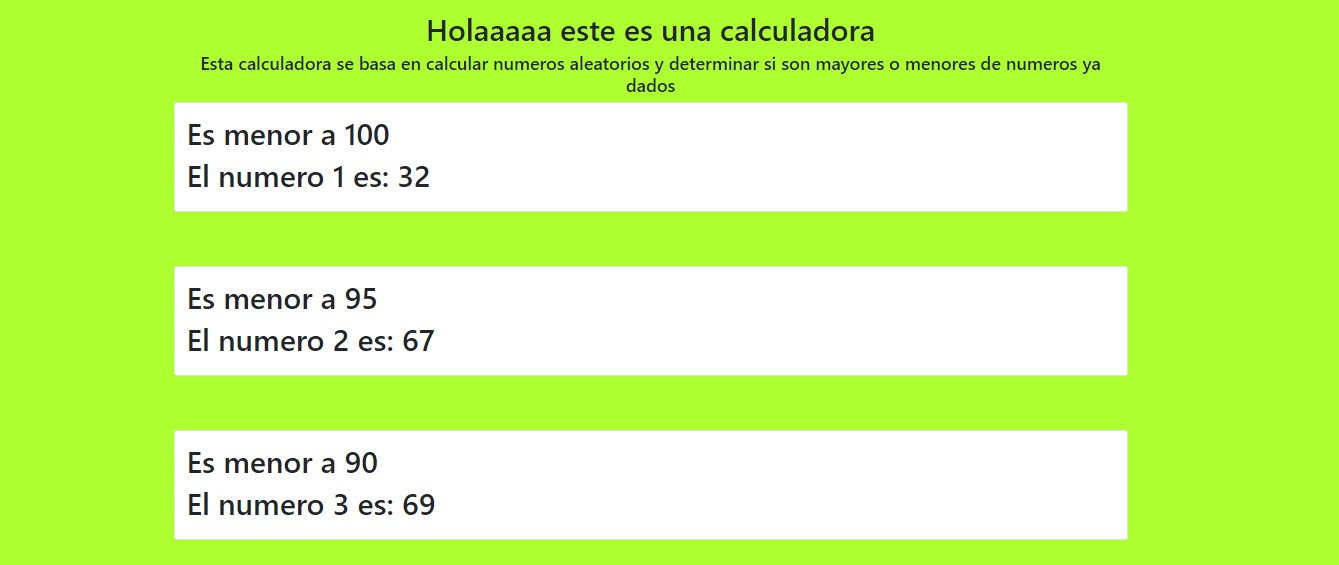 Holaaaaa este es una calculadora
Esta calculadora se basa en calcular numeros aleatorios y determinar si son mayores o menores de numeros ya
dados
Es menor a 100
El numero 1 es: 32
Es menor a 95
El numero 2 es: 67
Es menor a 90
El numero 3 es: 69